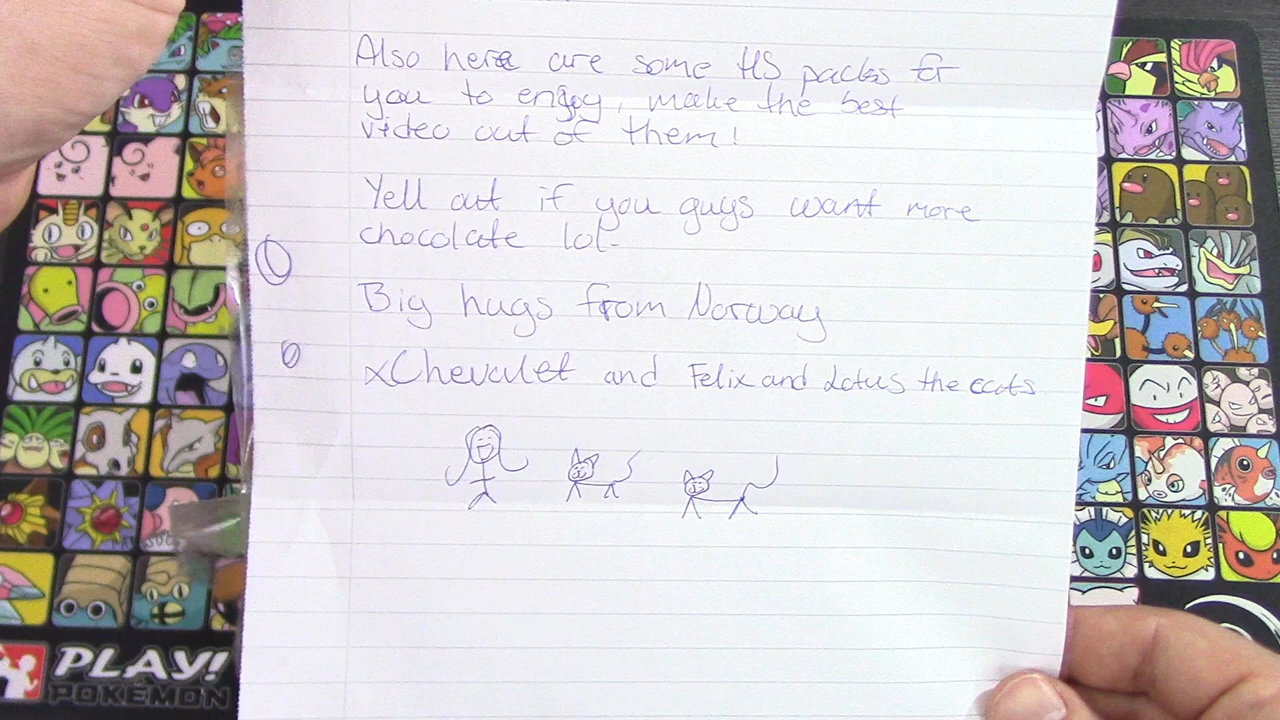 Also here are some HS packs for
you to enjoy, make the best
video out of them!
Yell out if you guys want more
chocolate lol.
Big hugs from Norway
xChevalet and Felix and Lotus the cats
PLAY!
POKÉMON